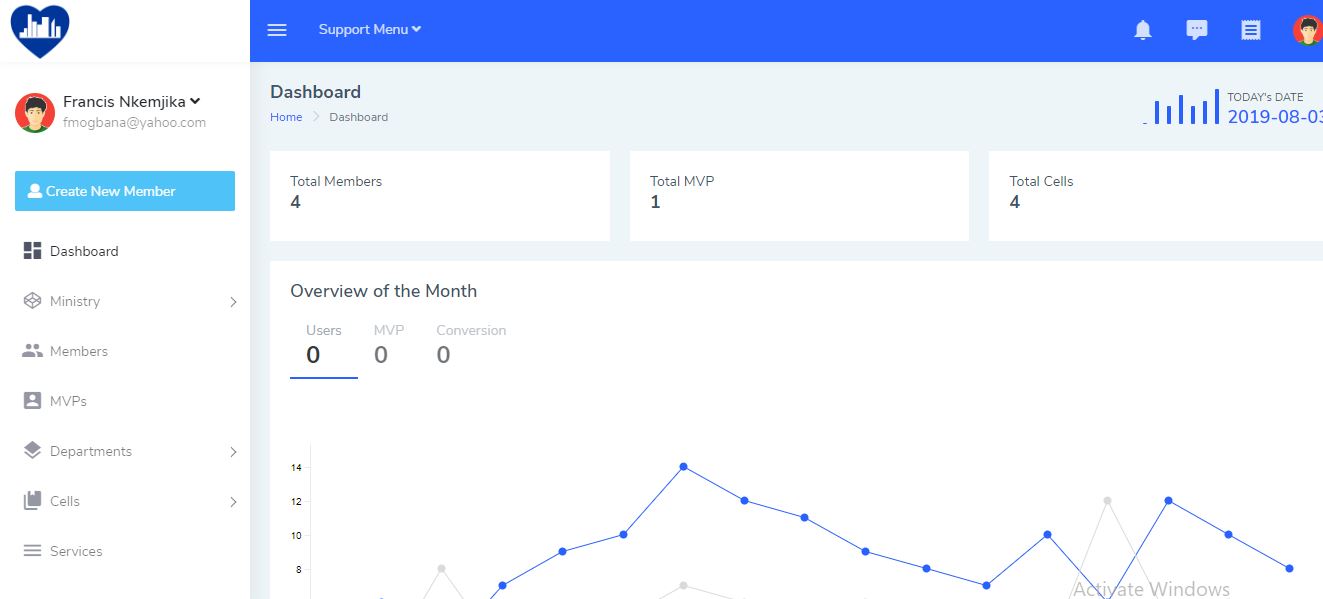 Support Menu
Francis Nkemjika
fmogbana@yahoo.com
Create New Member
Dashboard
Ministry
Members
MVPs
Departments
Cells
Services
Dashboard
Home Dashboard
TODAY's DATE
2019-08-03
Total Members
4
Total MVP
1
Total Cells
4
Overview of the Month
Users MVP Conversion
0 0 0
14
12
10
8
Activate Windows